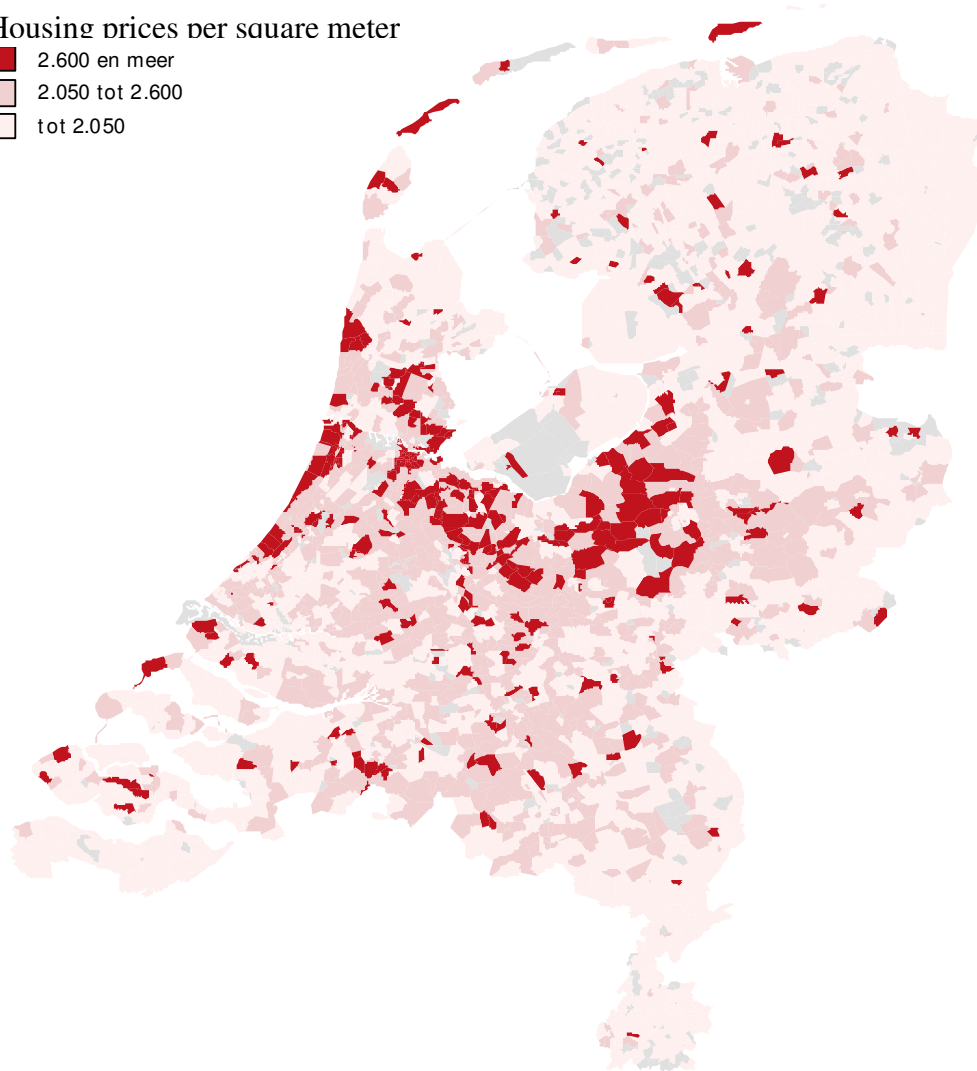 Housing prices per square meter
2.600 en meer
2.050 tot 2.600
tot 2.050